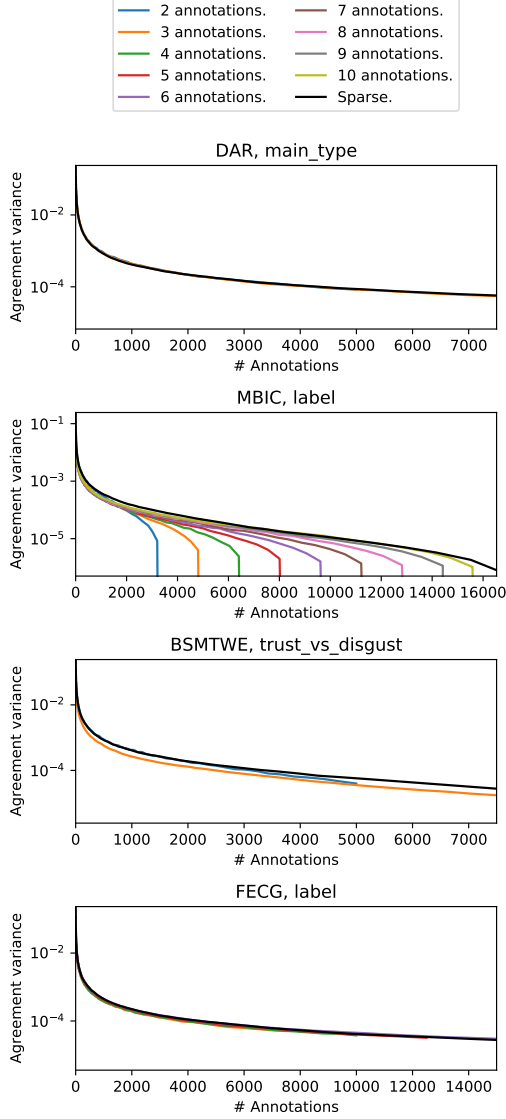 2 annotations.
3 annotations.
4 annotations.
5 annotations.
6 annotations.
7 annotations.
8 annotations.
9 annotations.
10 annotations.
Sparse.
DAR, main_type
Agreement variance
10⁻²
10⁻⁴
0 1000 2000 3000 4000 5000 6000 7000
# Annotations
MBIC, label
Agreement variance
10⁻¹
10⁻³
10⁻⁵
0 2000 4000 6000 8000 10000 12000 14000 16000
# Annotations
BSMTWE, trust_vs_disgust
Agreement variance
10⁻²
10⁻⁴
0 1000 2000 3000 4000 5000 6000 7000
# Annotations
FECG, label
Agreement variance
10⁻²
10⁻⁴
0 2000 4000 6000 8000 10000 12000 14000
# Annotations